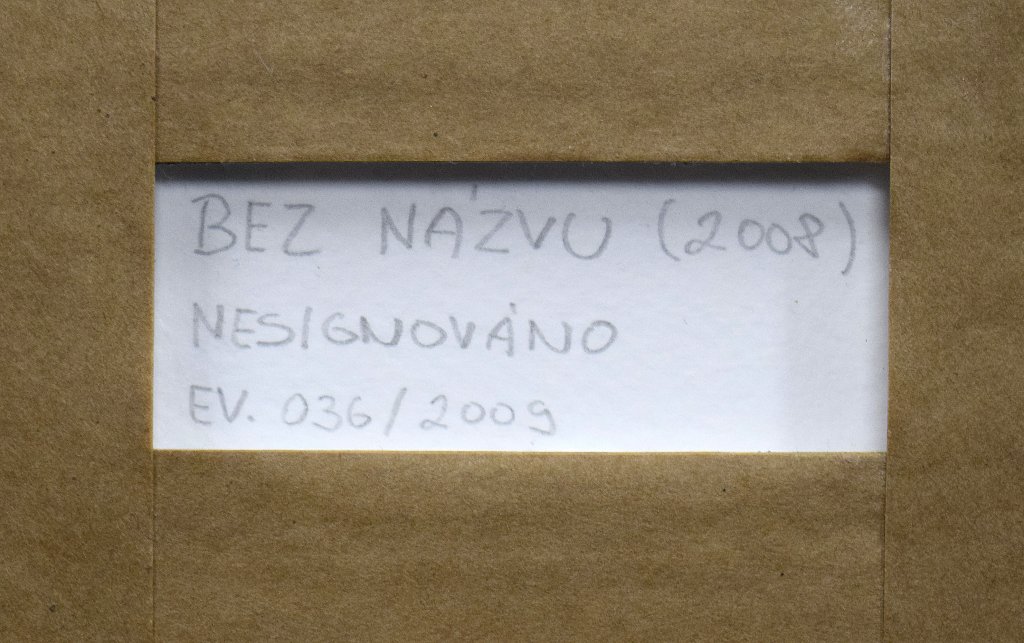 BEZ NÁZVU (2008)
NESIGNOVÁNO
EV. 036/2009